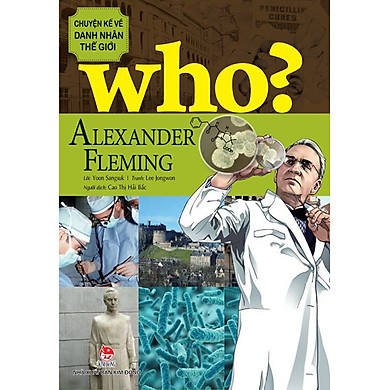 CHUYỆN KỂ VỀ
DANH NHÂN
THẾ GIỚI
PENICILLIN
CURES
who?
ALEXANDER
FLEMING
Lời: Yoon Sangsuk | Tranh: Lee Jongwon
Người dịch: Cao Thị Hải Bắc
NHÀ XUẤT BẢN KIM ĐỒNG